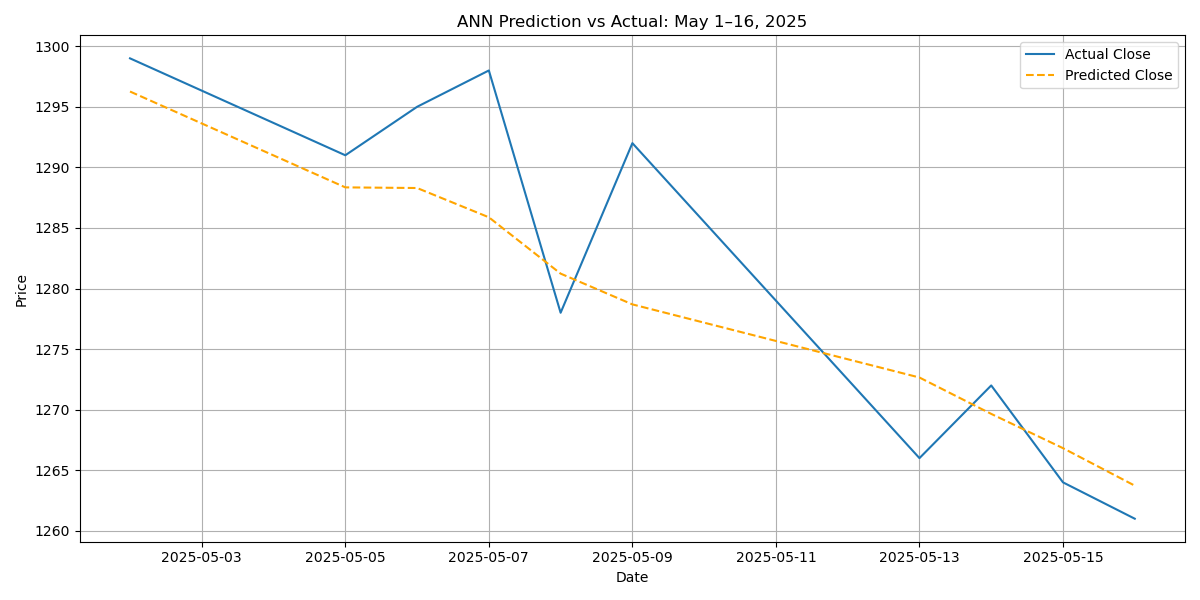 ANN Prediction vs Actual: May 1–16, 2025
Actual Close
Predicted Close
Price
1300
1295
1290
1285
1280
1275
1270
1265
1260
2025-05-03 2025-05-05 2025-05-07 2025-05-09 2025-05-11 2025-05-13 2025-05-15
Date